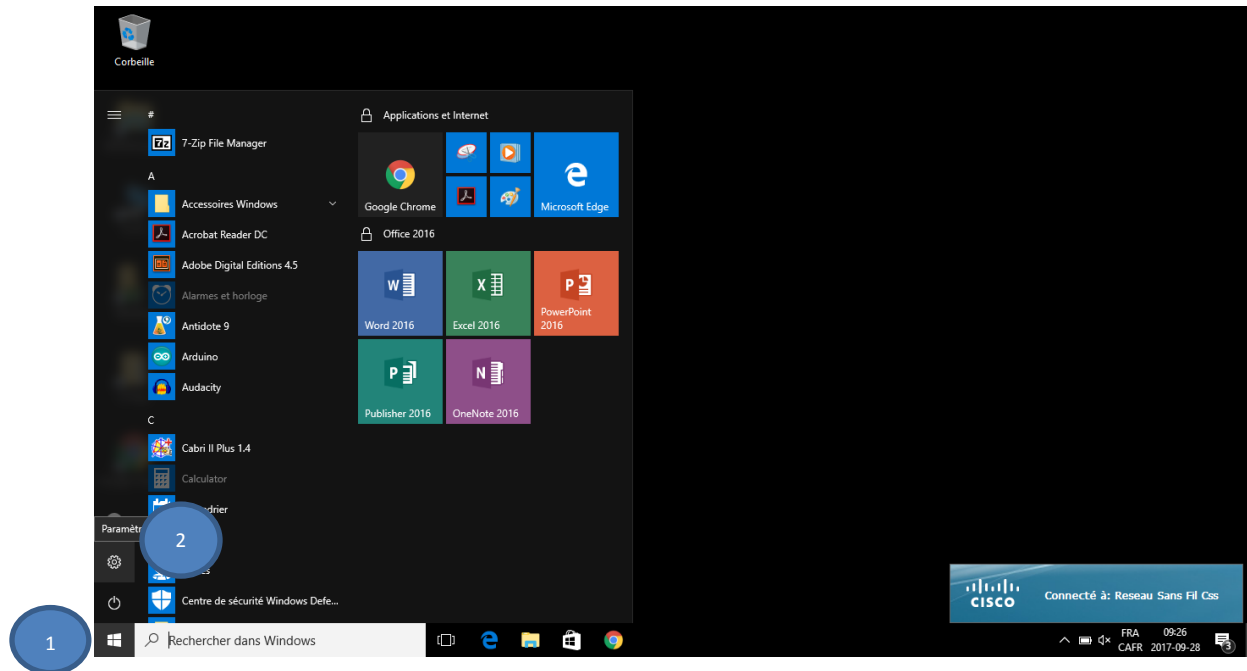 Corbeille
#
7-Zip File Manager
A
Accessoires Windows
Acrobat Reader DC
Adobe Digital Editions 4.5
Alarmes et horloge
Antidote 9
Arduino
Audacity
C
Cabri II Plus 1.4
Calculator
Centre de sécurité Windows Defe...
Applications et Internet
Google Chrome
Microsoft Edge
Office 2016
Word 2016
Excel 2016
PowerPoint
2016
Publisher 2016
OneNote 2016
2
1
Rechercher dans Windows
CISCO
Connecté à: Reseau Sans Fil Css
FRA
CAFR
09:26
2017-09-28
3